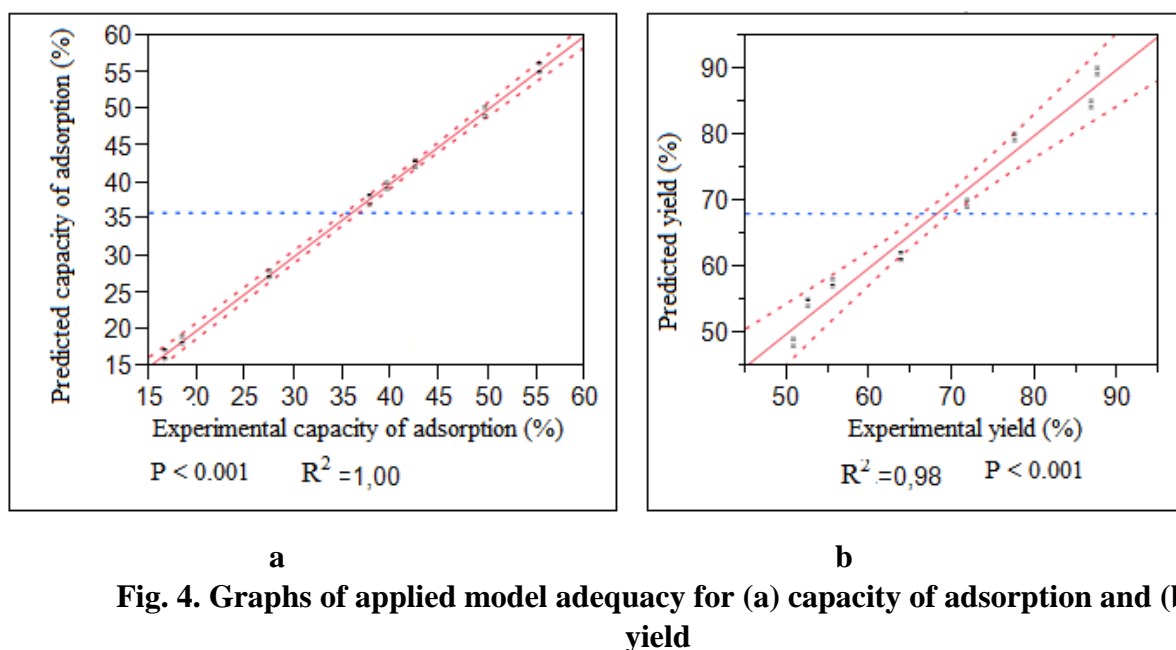 60
55
50
45
40
35
30
25
20
15
Predicted capacity of adsorption (%)
15 20 25 30 35 40 45 50 55 60
Experimental capacity of adsorption (%)
P < 0.001 R² =1,00
90
80
70
60
50
Predicted yield (%)
50 60 70 80 90
Experimental yield (%)
R² =0,98 P < 0.001
a b
Fig. 4. Graphs of applied model adequacy for (a) capacity of adsorption and (
yield